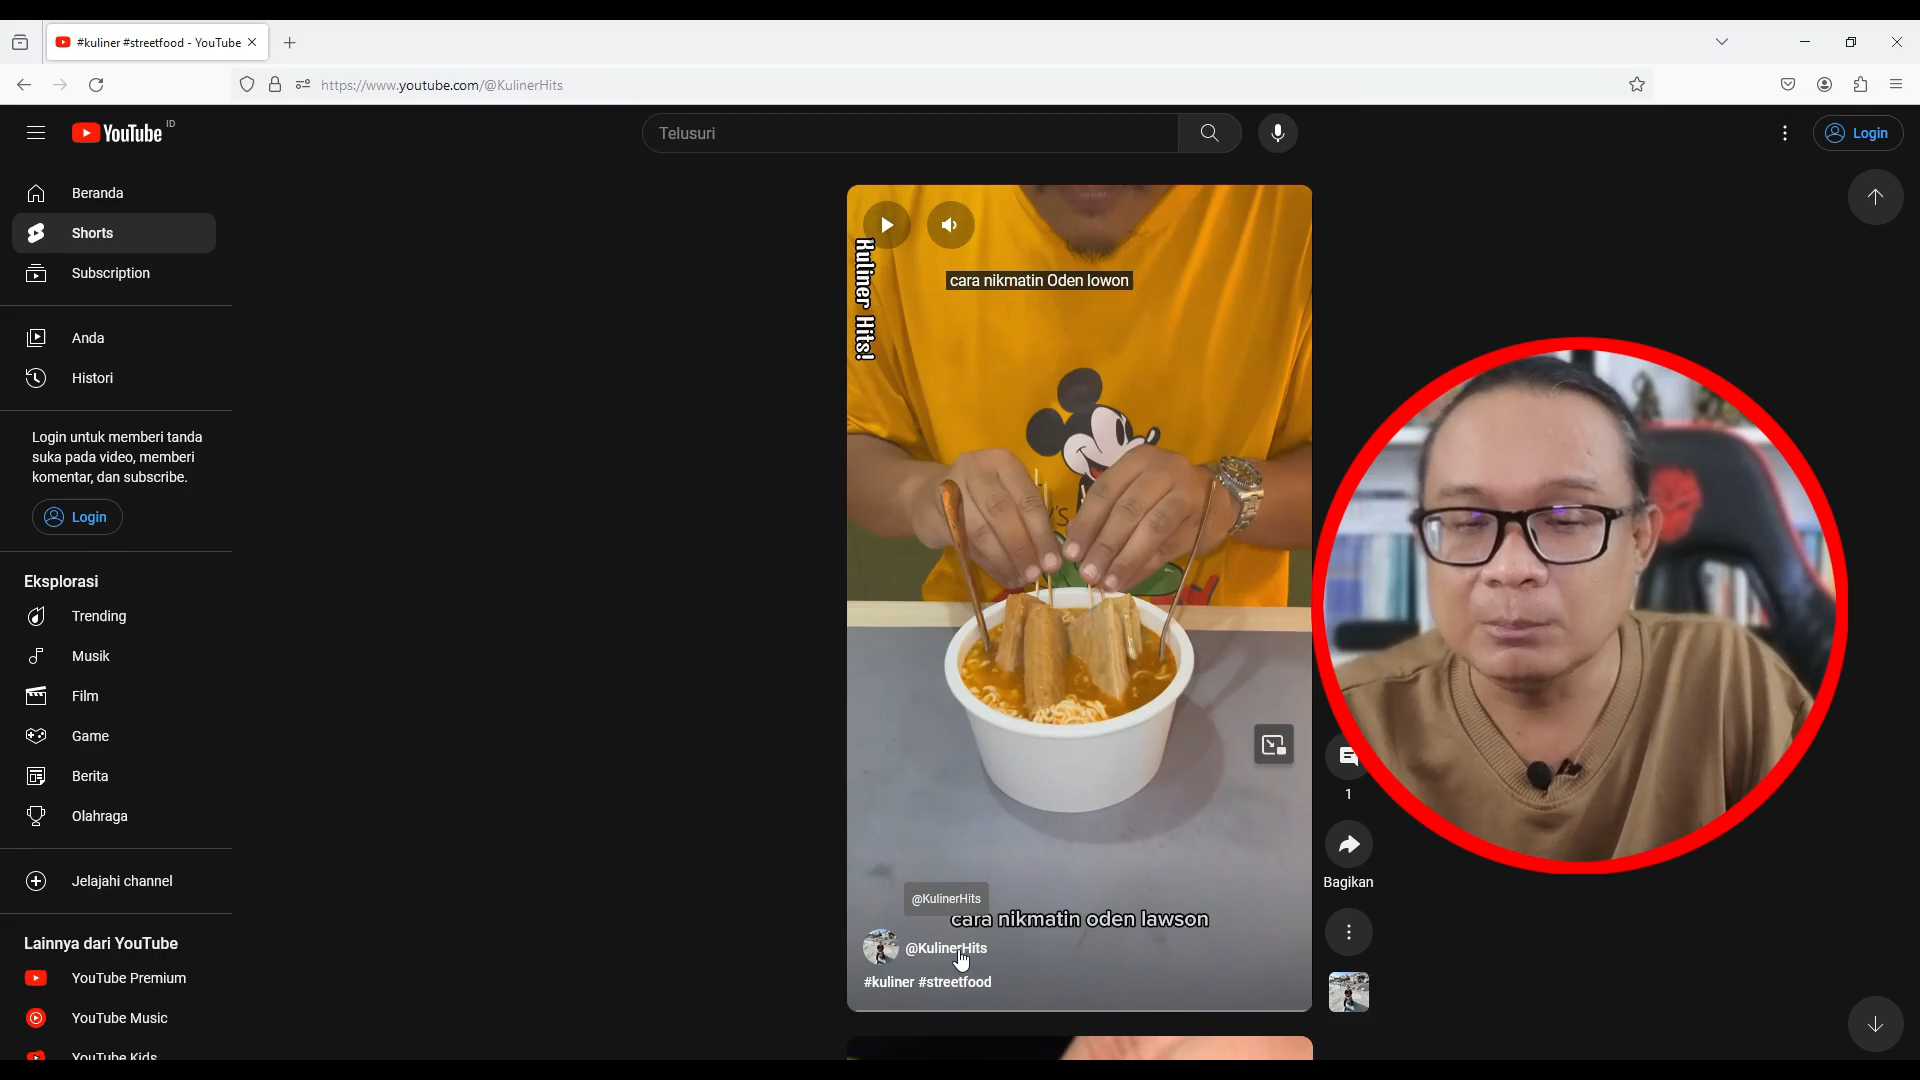 #kuliner #streetfood - YouTube
https://www.youtube.com/@KulinerHits
YouTube ID
Telusuri
Login
Beranda
Shorts
Subscription
Anda
Histori
Login untuk memberi tanda
suka pada video, memberi
komentar, dan subscribe.
Login
Eksplorasi
Trending
Musik
Film
Game
Berita
Olahraga
Jelajahi channel
Lainnya dari YouTube
YouTube Premium
YouTube Music
YouTube Kids
Kuliner Hits!
cara nikmatin Oden lowon
@KulinerHits
cara nikmatin oden lawson
@KulinerHits
#kuliner #streetfood
1
Bagikan